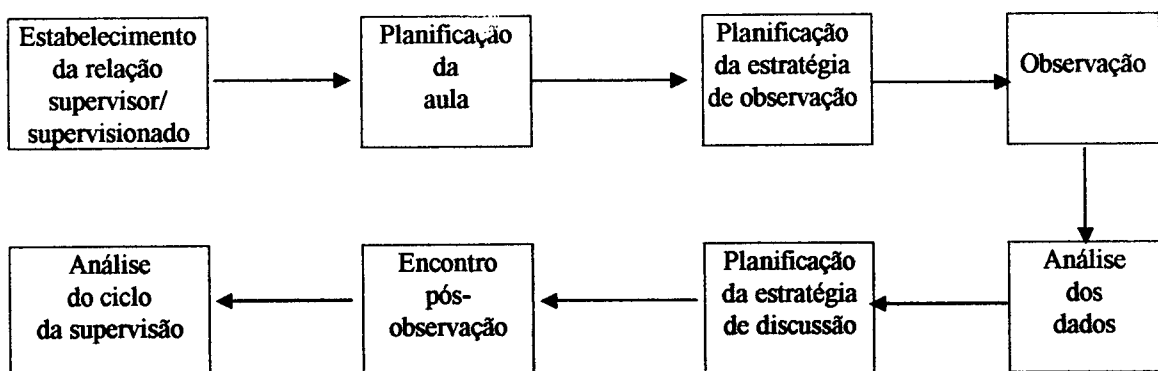 Estabelecimento
da relação
supervisor/
supervisionado
Planificação
da
aula
Planificação
da estratégia
de observação
Observação
Análise
dos
dados
Planificação
da estratégia
de discussão
Encontro
pós-
observação
Análise
do ciclo
da supervisão